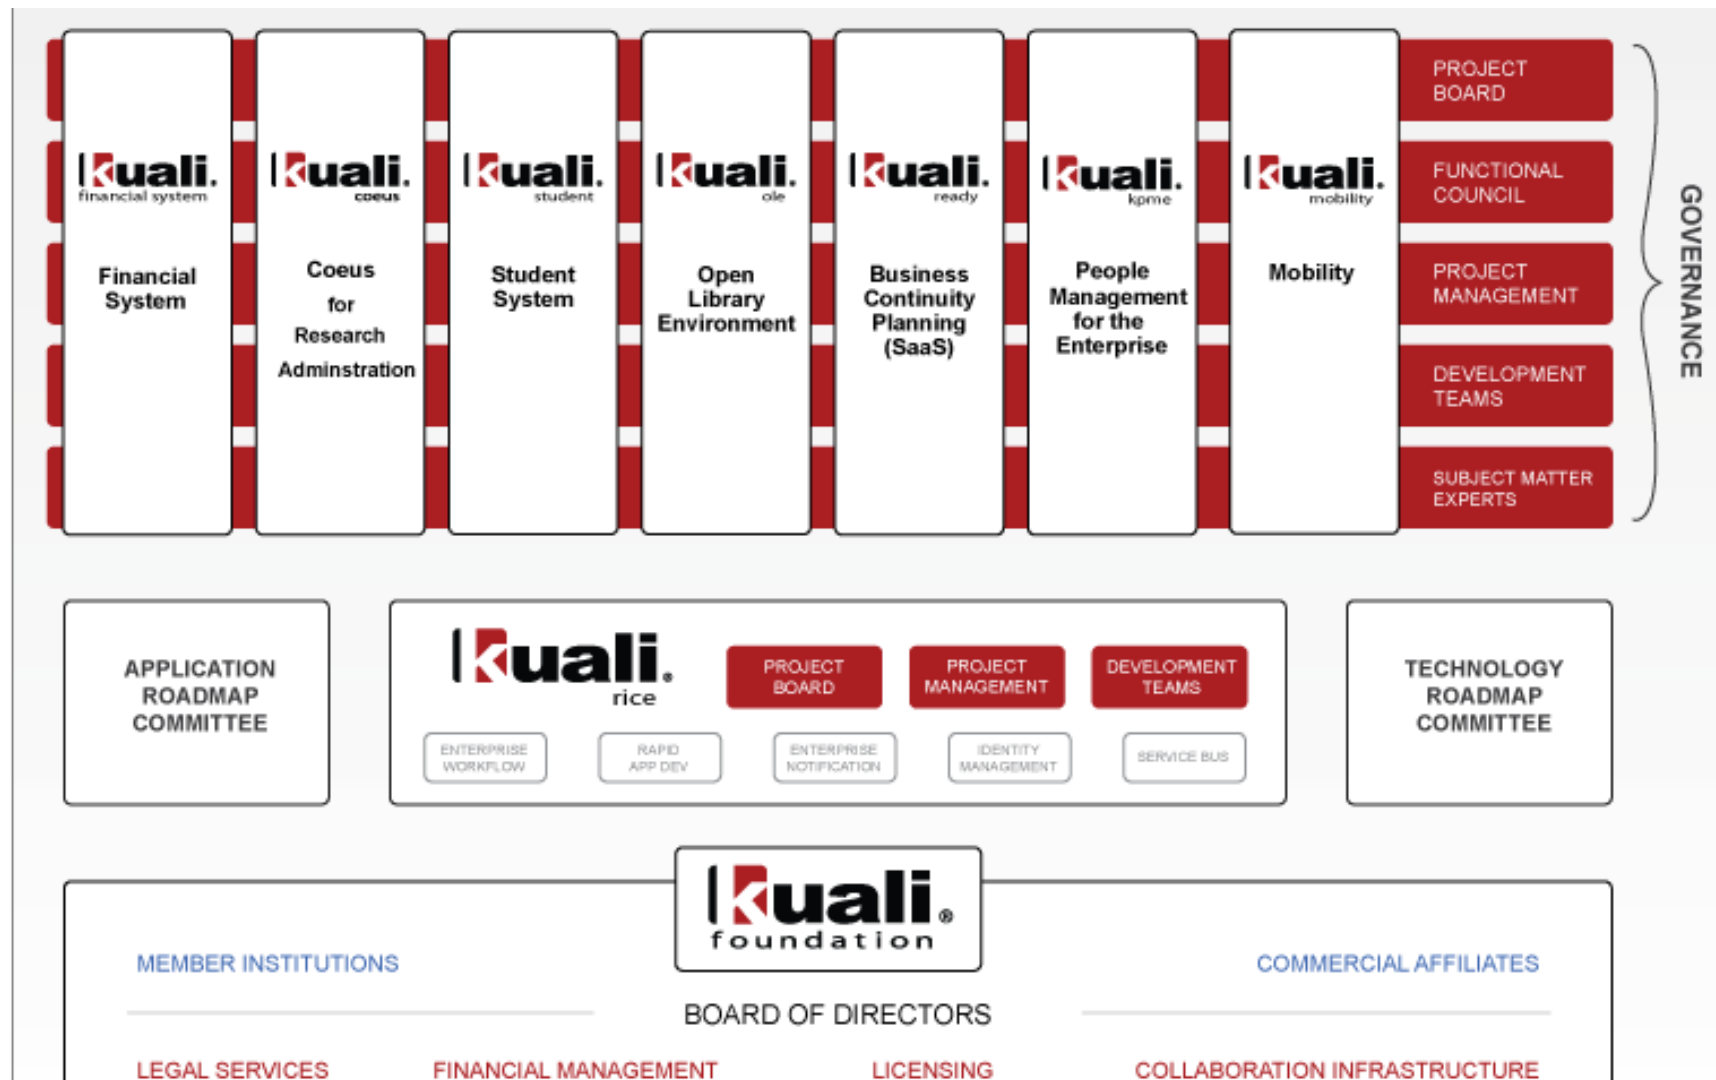 kuali.
financial system
Financial
System
kuali.
coeus
Coeus
for
Research
Adminstration
kuali.
student
Student
System
kuali.
ole
Open
Library
Environment
kuali.
ready
Business
Continuity
Planning
(SaaS)
kuali.
kpme
People
Management
for the
Enterprise
kuali.
mobility
Mobility
PROJECT
BOARD
FUNCTIONAL
COUNCIL
PROJECT
MANAGEMENT
DEVELOPMENT
TEAMS
SUBJECT MATTER
EXPERTS
GOVERNANCE
APPLICATION
ROADMAP
COMMITTEE
kuali.
rice
PROJECT
BOARD
PROJECT
MANAGEMENT
DEVELOPMENT
TEAMS
ENTERPRISE
WORKFLOW
RAPID
APP DEV
ENTERPRISE
NOTIFICATION
IDENTITY
MANAGEMENT
SERVICE BUS
TECHNOLOGY
ROADMAP
COMMITTEE
kuali.®
foundation
MEMBER INSTITUTIONS
COMMERCIAL AFFILIATES
BOARD OF DIRECTORS
LEGAL SERVICES
FINANCIAL MANAGEMENT
LICENSING
COLLABORATION INFRASTRUCTURE